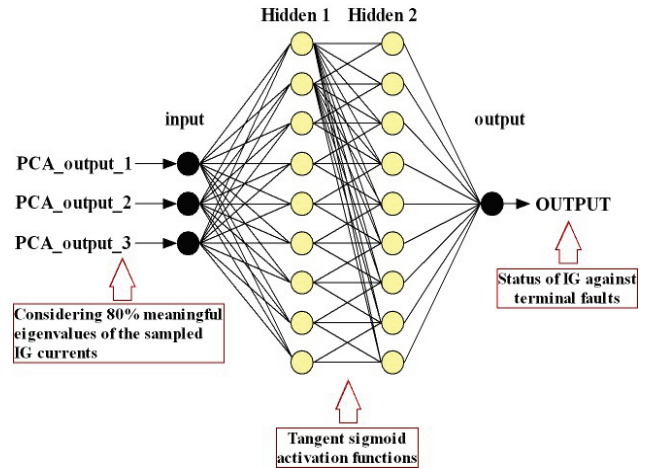 Hidden 1 Hidden 2
input
output
PCA_output_1
PCA_output_2
PCA_output_3
OUTPUT
Considering 80% meaningful
eigenvalues of the sampled
IG currents
Status of IG against
terminal faults
Tangent sigmoid
activation functions